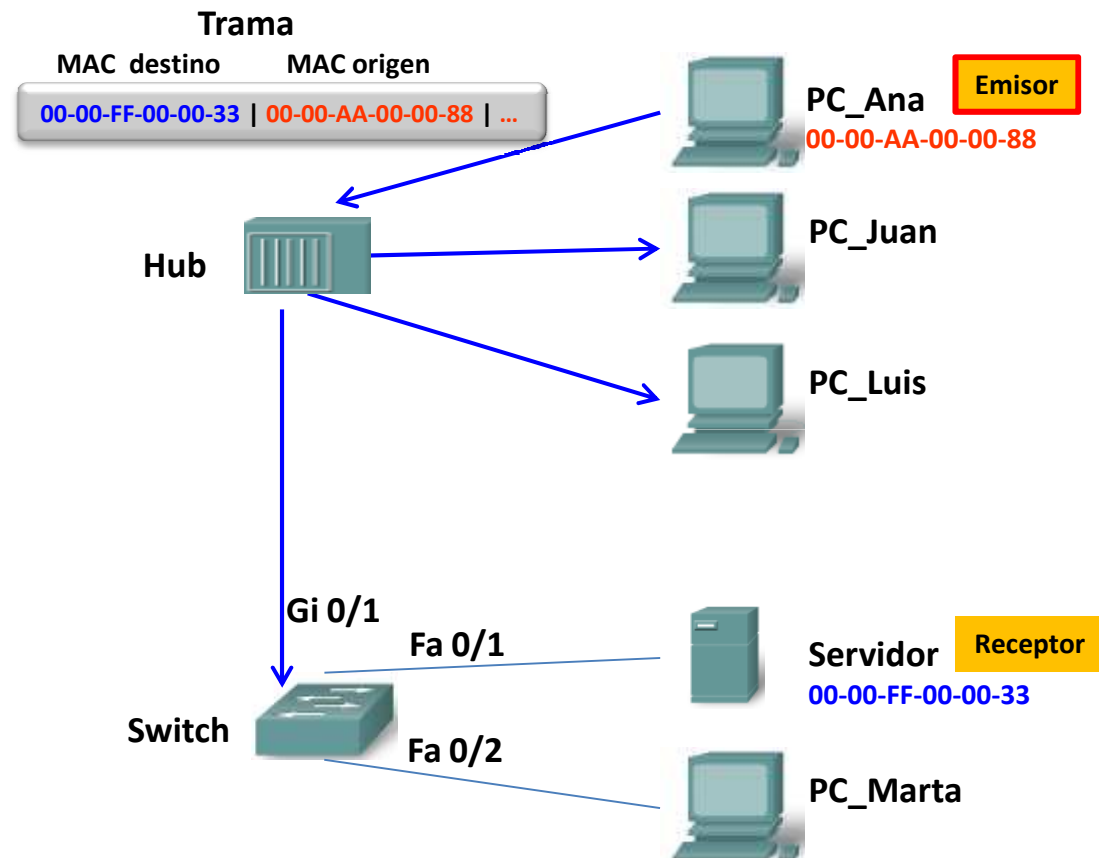 Trama
MAC destino MAC origen
00-00-FF-00-00-33 | 00-00-AA-00-00-88 | ...
PC_Ana
Emisor
00-00-AA-00-00-88
PC_Juan
Hub
PC_Luis
Gi 0/1
Fa 0/1
Servidor
Receptor
00-00-FF-00-00-33
Switch
Fa 0/2
PC_Marta